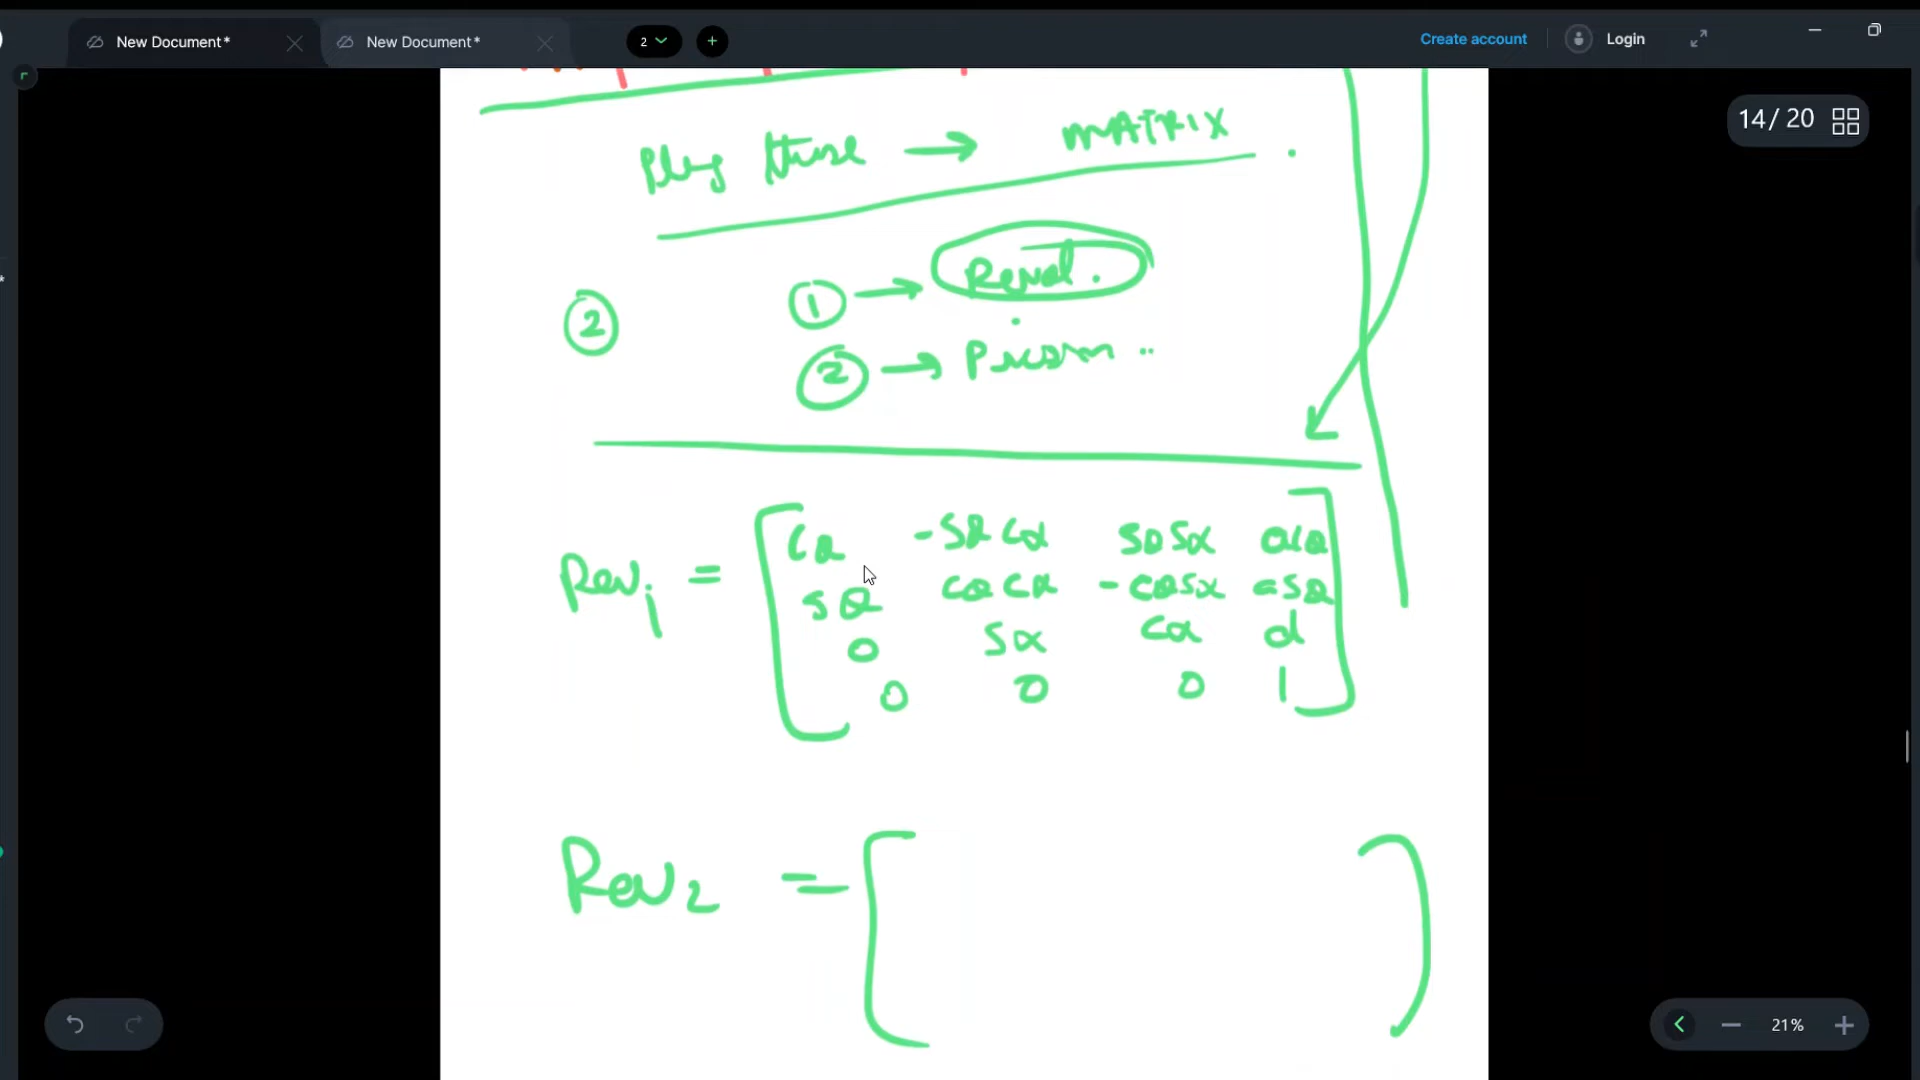 New Document* New Document* 2 Create account Login
14/ 20
Plug these → MATRIX .
② ① → Revol.
② → Prism ..
Rev₁ = [ Cθ -SθCα SθSα aCθ
Sθ CθCα -CθSα aSθ
0 Sα Cα d
0 0 0 1 ]
Rev₂ = [ ]
21%